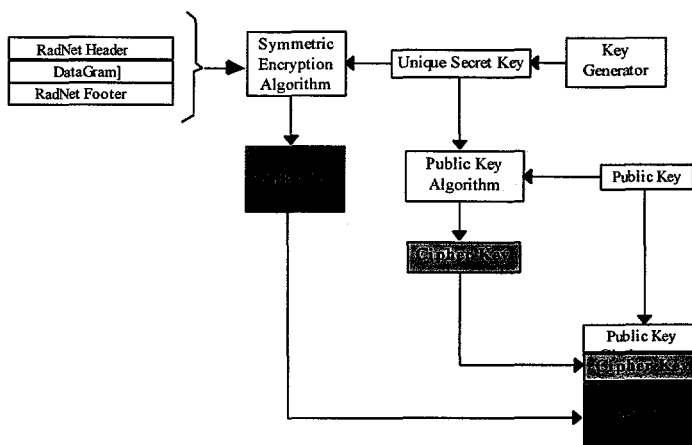 RadNet Header
DataGram]
RadNet Footer
Symmetric
Encryption
Algorithm
Unique Secret Key
Key
Generator
Public Key
Algorithm
Public Key
Cipher Key
Public Key
Cipher Key